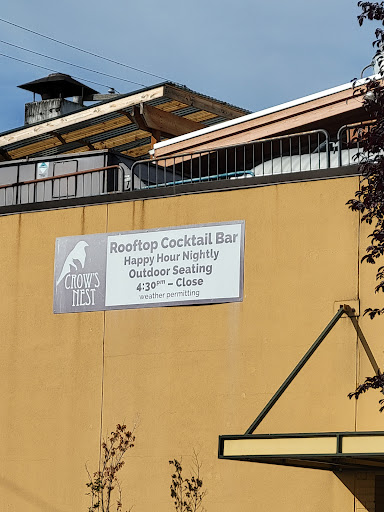 CROW'S
NEST
Rooftop Cocktail Bar
Happy Hour Nightly
Outdoor Seating
4:30pm – Close
weather permitting